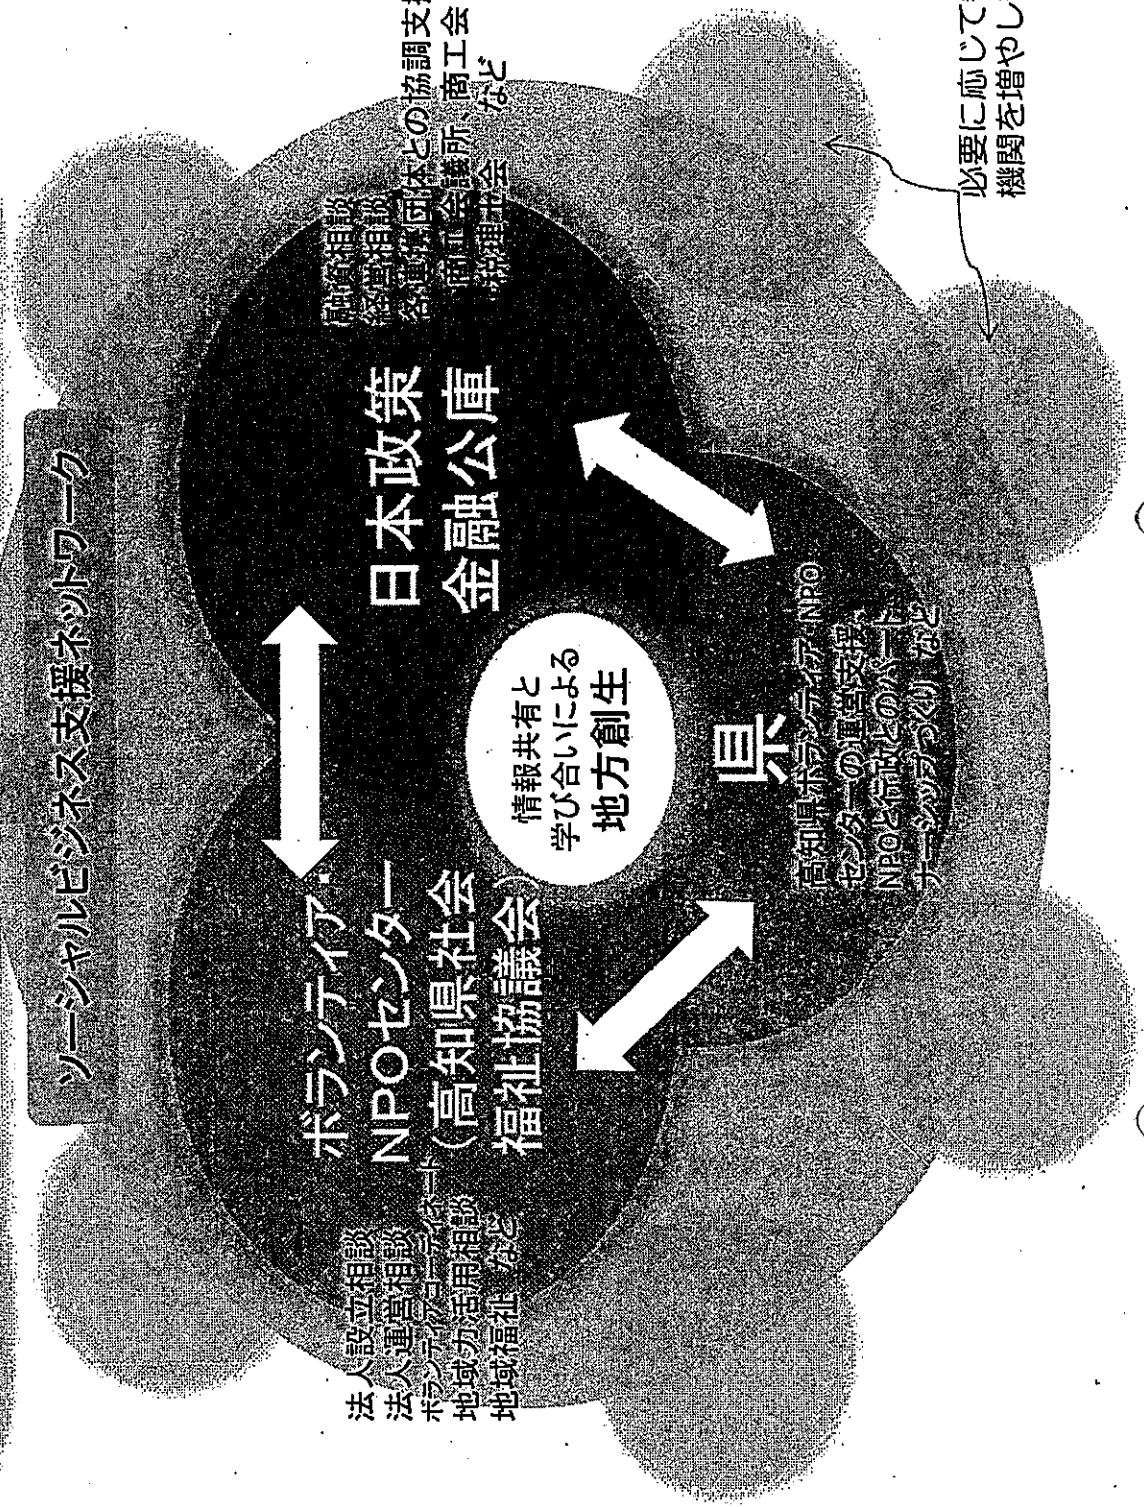 ソーシャルビジネス支援ネットワーク
ボランティア・
NPOセンター
(高知県社会
福祉協議会)
法人設立相談
法人運営相談
ボランティアコーディネート
地域力活用相談
地域福祉 など
日本政策
金融公庫
融資相談
経営相談
各経済団体との協調支援
商工会議所、商工会
税理士会 など
情報共有と
学び合いによる
地方創生
県
高知県ボランティア・NPO
センターの運営支援、
NPOと行政とのパート
ナーシップづくり など
必要に応じて
機関を増やし